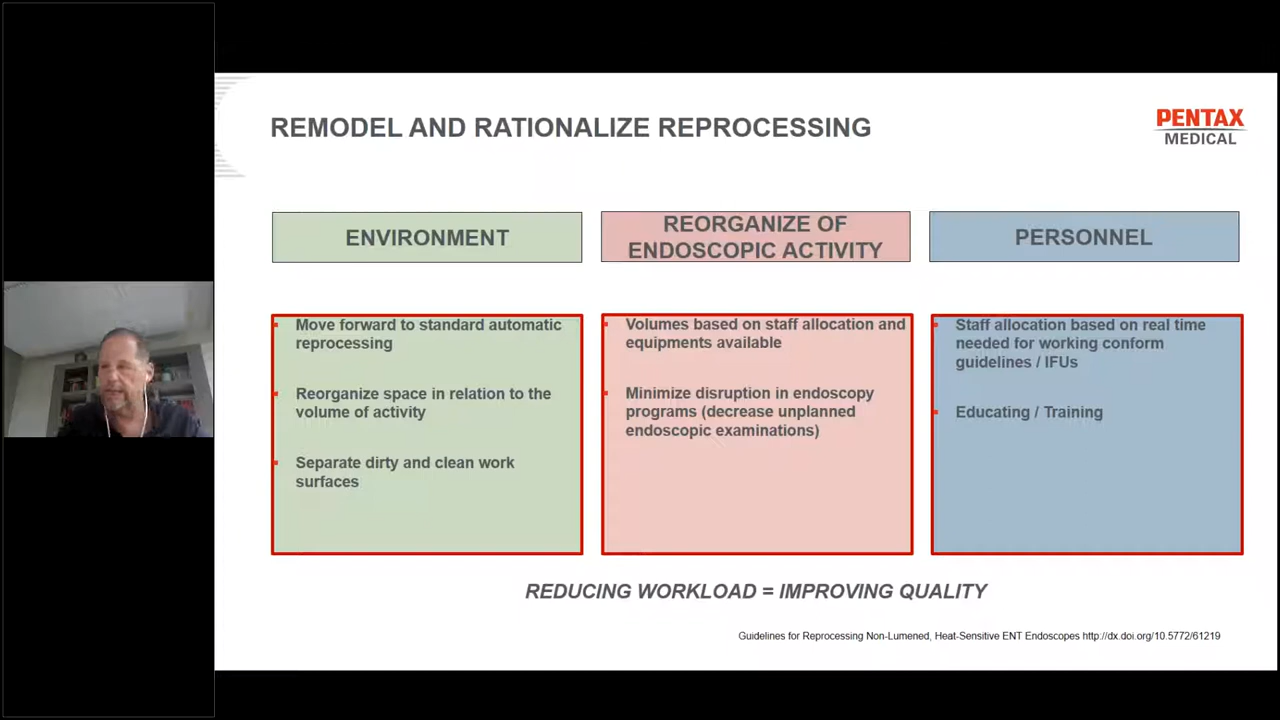 REMODEL AND RATIONALIZE REPROCESSING
PENTAX
MEDICAL
ENVIRONMENT
REORGANIZE OF
ENDOSCOPIC ACTIVITY
PERSONNEL
Move forward to standard automatic
reprocessing
Reorganize space in relation to the
volume of activity
Separate dirty and clean work
surfaces
Volumes based on staff allocation and
equipments available
Minimize disruption in endoscopy
programs (decrease unplanned
endoscopic examinations)
Staff allocation based on real time
needed for working conform
guidelines / IFUs
Educating / Training
REDUCING WORKLOAD = IMPROVING QUALITY
Guidelines for Reprocessing Non-Lumened, Heat-Sensitive ENT Endoscopes http://dx.doi.org/10.5772/61219